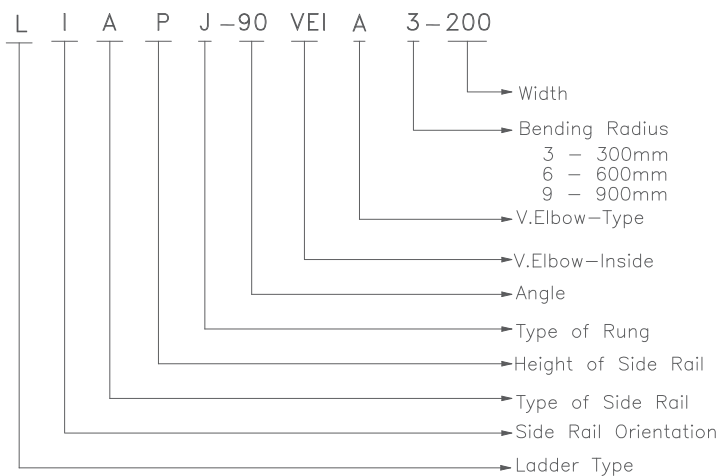 L I A P J -90 VEI A 3-200
Width
Bending Radius
3 - 300mm
6 - 600mm
9 - 900mm
V.Elbow-Type
V.Elbow-Inside
Angle
Type of Rung
Height of Side Rail
Type of Side Rail
Side Rail Orientation
Ladder Type